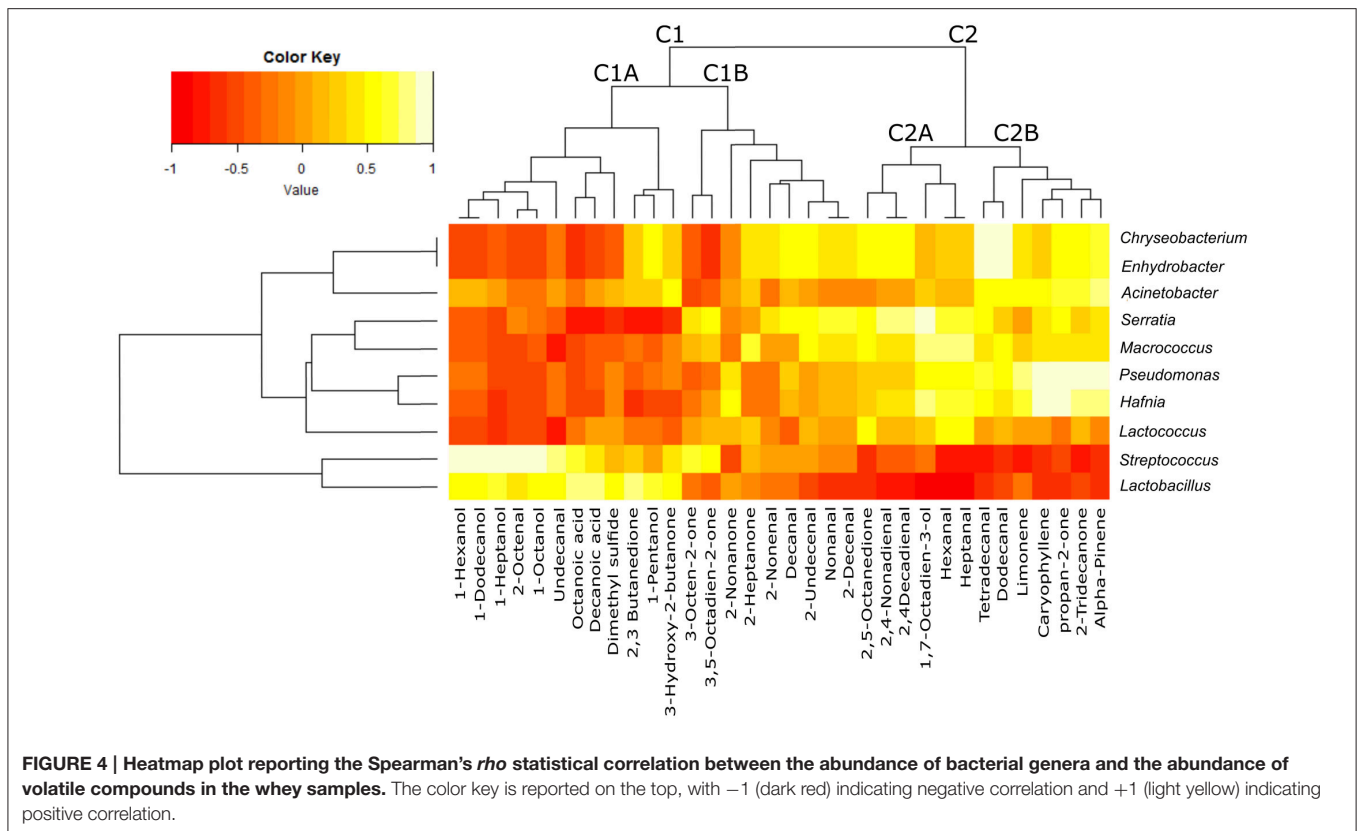 C1
C2
Color Key
C1A
C1B
C2A
C2B
-1
-0.5
0
0.5
1
Value
Chryseobacterium
Enhydrobacter
Acinetobacter
Serratia
Macrococcus
Pseudomonas
Hafnia
Lactococcus
Streptococcus
Lactobacillus
1-Hexanol
1-Dodecanol
1-Heptanol
2-Octenal
1-Octanol
Undecanal
Octanoic acid
Decanoic acid
Dimethyl sulfide
2,3 Butanedione
1-Pentanol
3-Hydroxy-2-butanone
3-Octen-2-one
3,5-Octadien-2-one
2-Nonanone
2-Heptanone
2-Nonenal
Decanal
2-Undecenal
Nonanal
2-Decenal
2,5-Octanedione
2,4-Nonadienal
2,4Decadienal
1,7-Octadien-3-ol
Hexanal
Heptanal
Tetradecanal
Dodecanal
Limonene
Caryophyllene
propan-2-one
2-Tridecanone
Alpha-Pinene
FIGURE 4 | Heatmap plot reporting the Spearman's rho statistical correlation between the abundance of bacterial genera and the abundance of
volatile compounds in the whey samples. The color key is reported on the top, with −1 (dark red) indicating negative correlation and +1 (light yellow) indicating
positive correlation.